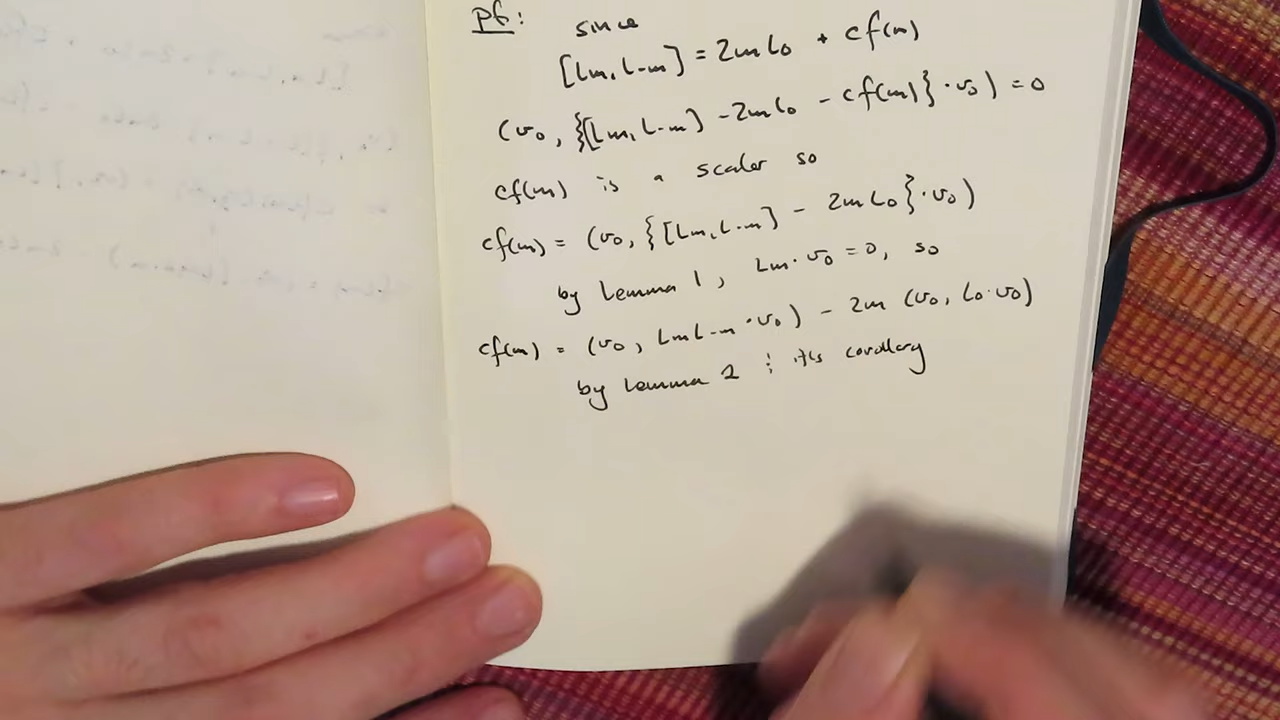 Pf: since
[Lm, L-m] = 2m L0 + cf(m)
(v0, {[Lm, L-m] - 2m L0 - cf(m)} · v0) = 0
cf(m) is a scalar so
cf(m) = (v0, {[Lm, L-m] - 2m L0} · v0)
by Lemma 1, Lm · v0 = 0, so
cf(m) = (v0, Lm L-m · v0) - 2m (v0, L0 · v0)
by Lemma 2 : it's corollary